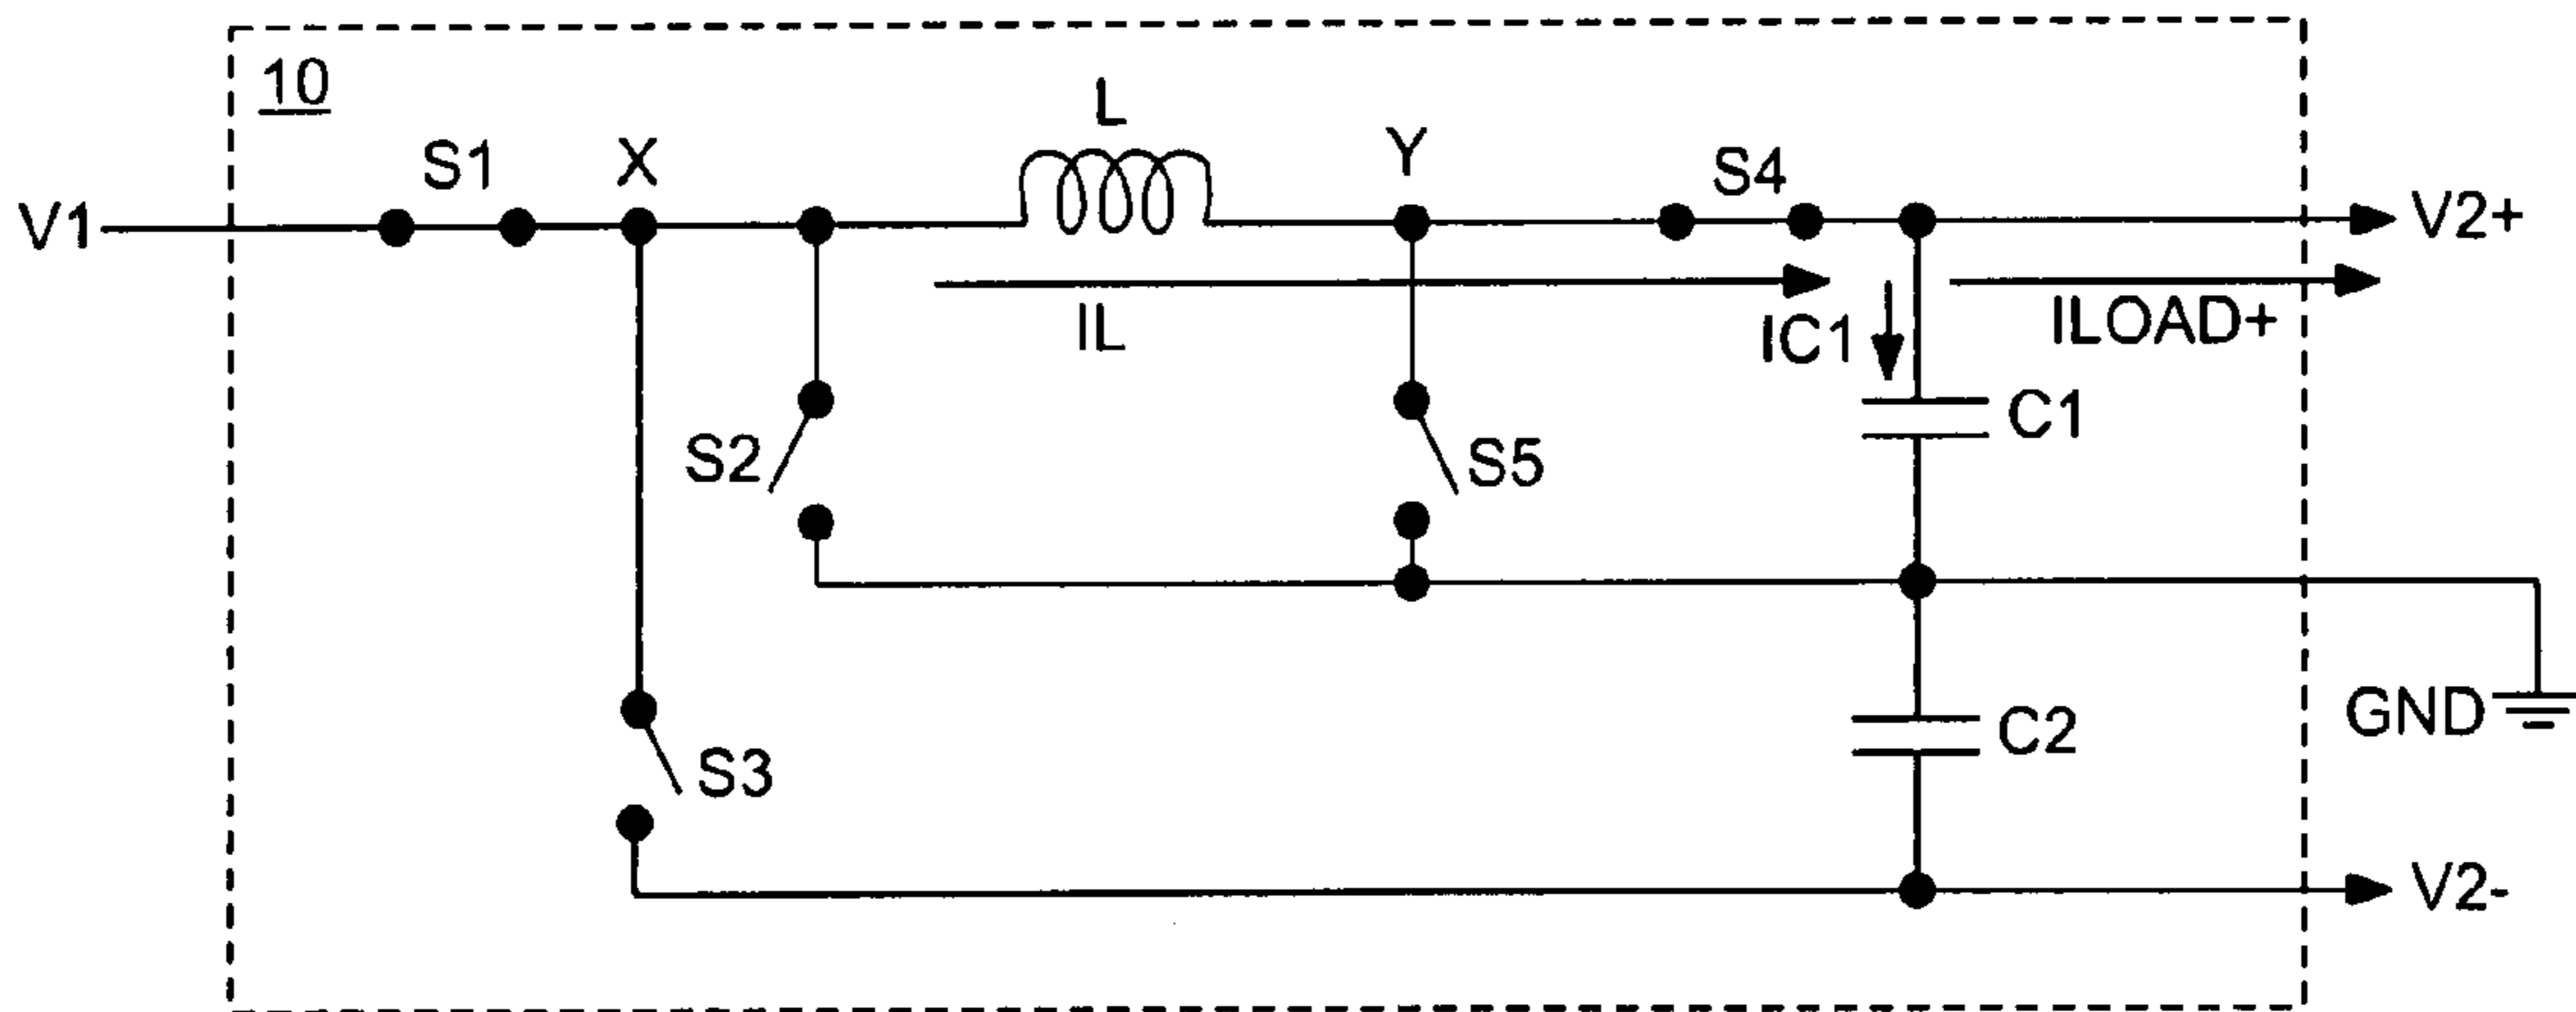 10
L
S1
X
Y
S4
V1
V2+
IL
IC1
ILOAD+
C1
S2
S5
GND
C2
S3
V2-